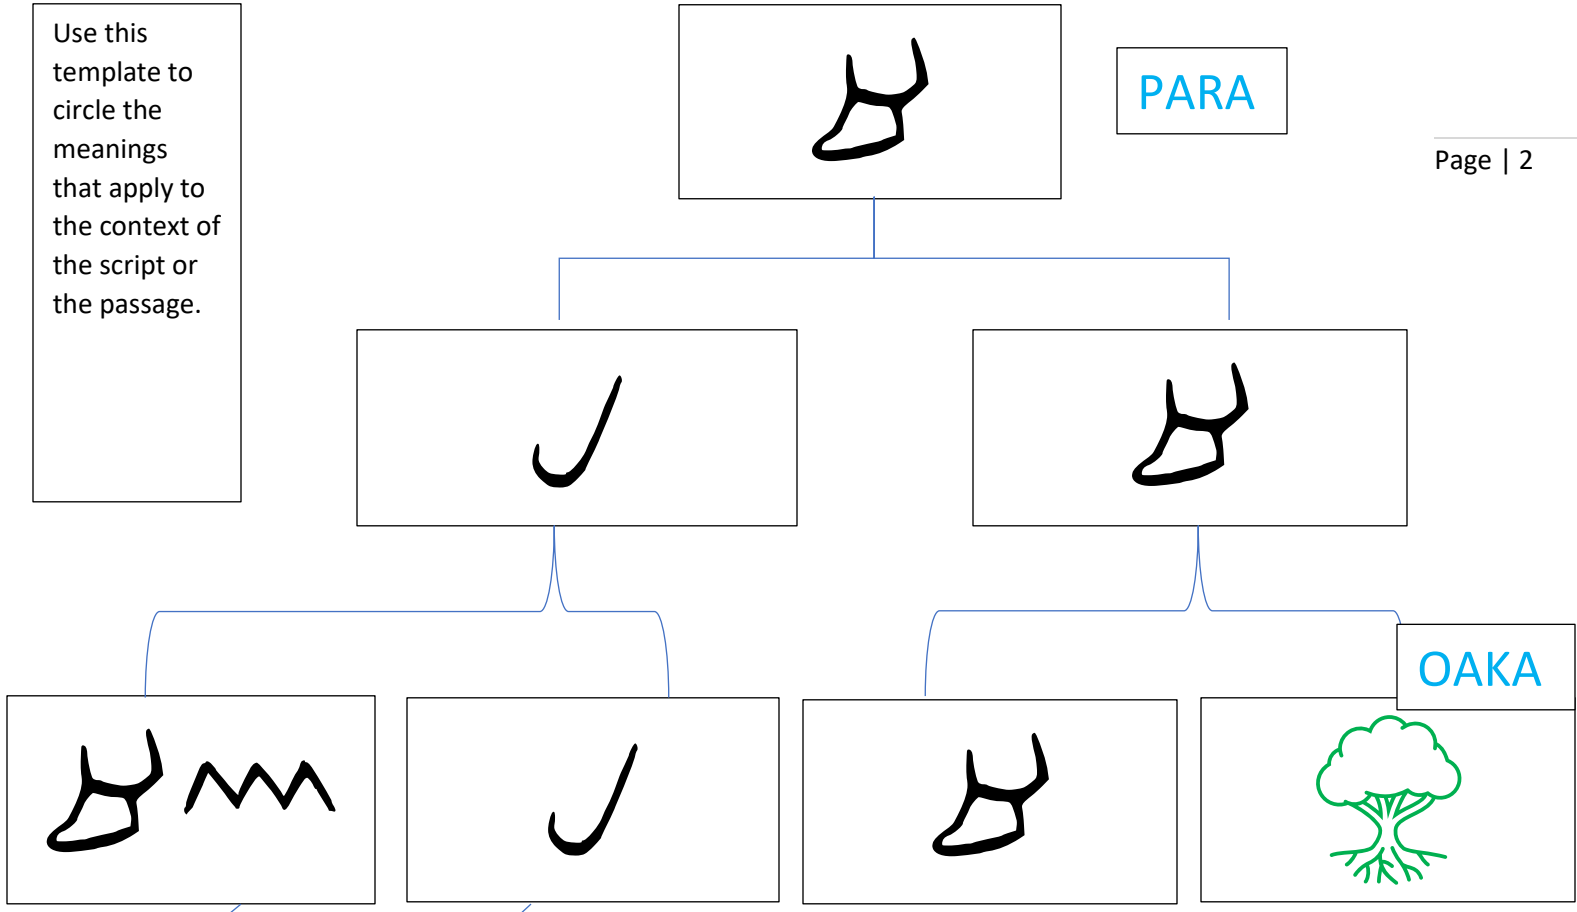 Use this
template to
circle the
meanings
that apply to
the context of
the script or
the passage.
PARA
Page | 2
OAKA